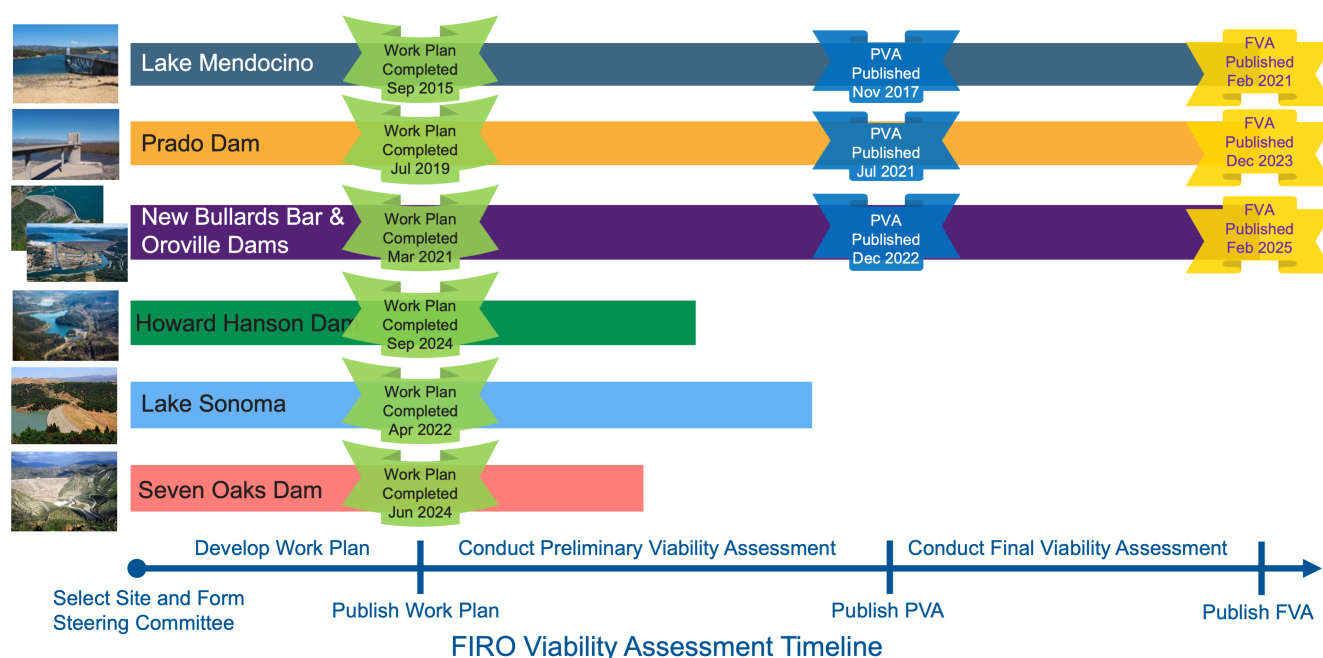 Lake Mendocino
Work Plan
Completed
Sep 2015
PVA
Published
Nov 2017
FVA
Published
Feb 2021
Prado Dam
Work Plan
Completed
Jul 2019
PVA
Published
Jul 2021
FVA
Published
Dec 2023
New Bullards Bar &
Oroville Dams
Work Plan
Completed
Mar 2021
PVA
Published
Dec 2022
FVA
Published
Feb 2025
Howard Hanson Dam
Work Plan
Completed
Sep 2024
Lake Sonoma
Work Plan
Completed
Apr 2022
Seven Oaks Dam
Work Plan
Completed
Jun 2024
Develop Work Plan
Conduct Preliminary Viability Assessment
Conduct Final Viability Assessment
Select Site and Form
Steering Committee
Publish Work Plan
Publish PVA
Publish FVA
FIRO Viability Assessment Timeline